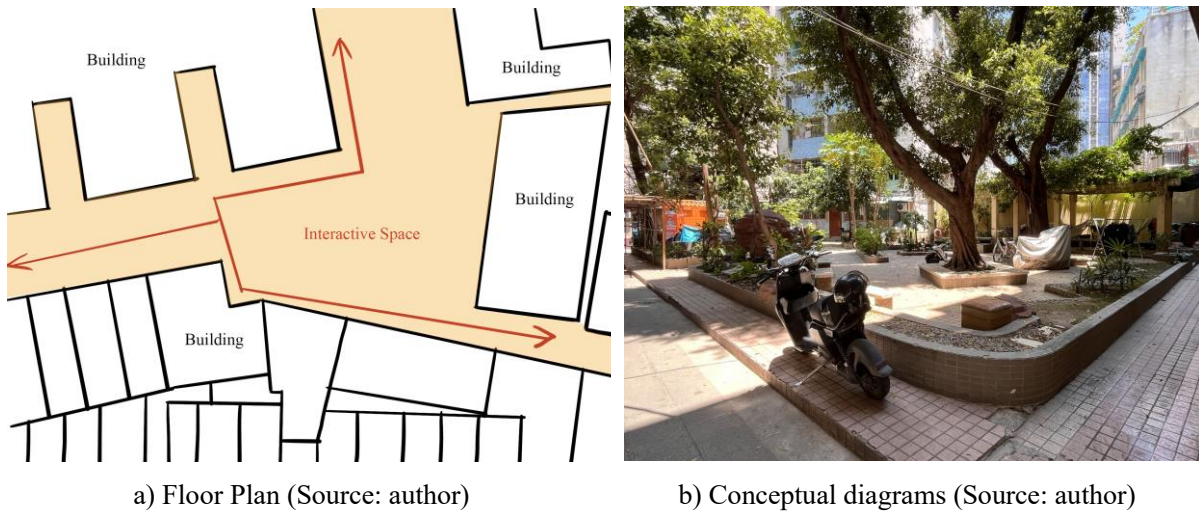 Building
Building
Building
Interactive Space
Building
a) Floor Plan (Source: author)
b) Conceptual diagrams (Source: author)